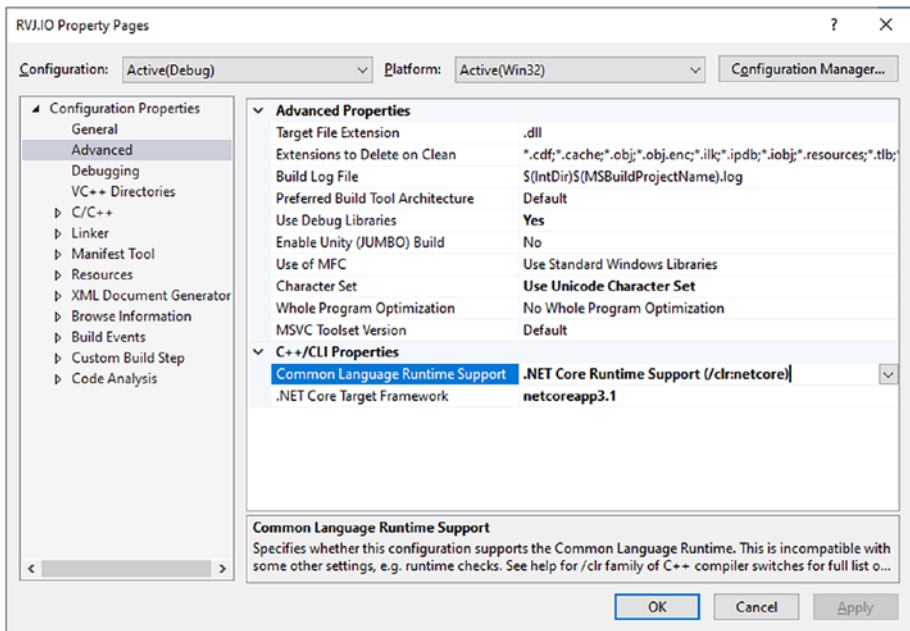 RVJ.IO Property Pages
? ×
Configuration: Active(Debug) Platform: Active(Win32) Configuration Manager...
Configuration Properties
General
Advanced
Debugging
VC++ Directories
C/C++
Linker
Manifest Tool
Resources
XML Document Generator
Browse Information
Build Events
Custom Build Step
Code Analysis
Advanced Properties
Target File Extension .dll
Extensions to Delete on Clean *.cdf;*.cache;*.obj;*.obj.enc;*.ilk;*.ipdb;*.iobj;*.resources;*.tlb;*
Build Log File $(IntDir)$(MSBuildProjectName).log
Preferred Build Tool Architecture Default
Use Debug Libraries Yes
Enable Unity (JUMBO) Build No
Use of MFC Use Standard Windows Libraries
Character Set Use Unicode Character Set
Whole Program Optimization No Whole Program Optimization
MSVC Toolset Version Default
C++/CLI Properties
Common Language Runtime Support .NET Core Runtime Support (/clr:netcore)
.NET Core Target Framework netcoreapp3.1
Common Language Runtime Support
Specifies whether this configuration supports the Common Language Runtime. This is incompatible with
some other settings, e.g. runtime checks. See help for /clr family of C++ compiler switches for full list o...
OK Cancel Apply